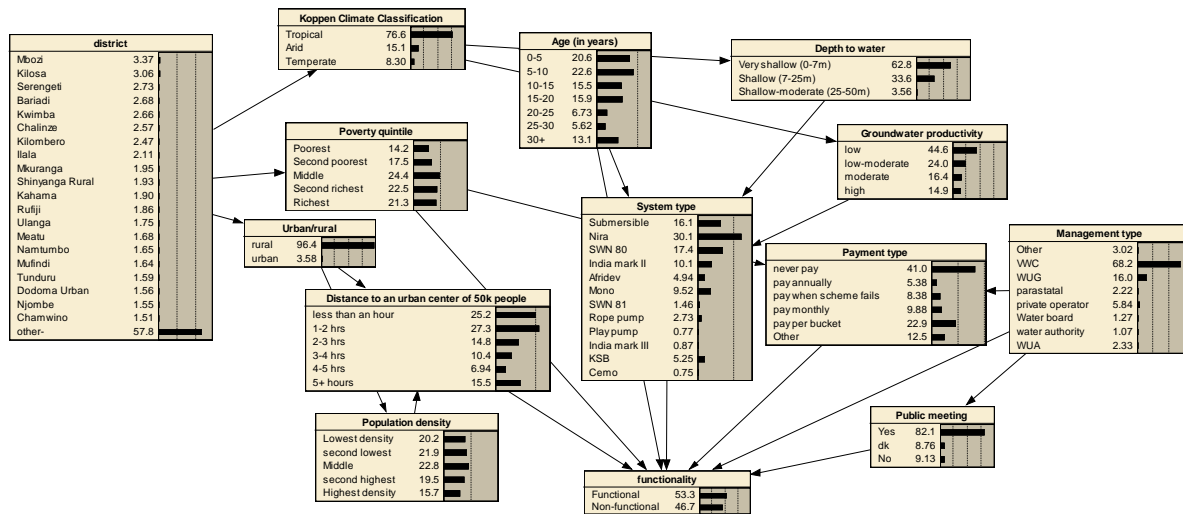 district
Mbozi 3.37
Kilosa 3.06
Serengeti 2.73
Bariadi 2.68
Kwimba 2.66
Chalinze 2.57
Kilombero 2.47
Ilala 2.11
Mkuranga 1.95
Shinyanga Rural 1.93
Kahama 1.90
Rufiji 1.86
Ulanga 1.75
Meatu 1.68
Namtumbo 1.65
Mufindi 1.64
Tunduru 1.59
Dodoma Urban 1.56
Njombe 1.55
Chamwino 1.51
other- 57.8
Koppen Climate Classification
Tropical 76.6
Arid 15.1
Temperate 8.30
Poverty quintile
Poorest 14.2
Second poorest 17.5
Middle 24.4
Second richest 22.5
Richest 21.3
Urban/rural
rural 96.4
urban 3.58
Distance to an urban center of 50k people
less than an hour 25.2
1-2 hrs 27.3
2-3 hrs 14.8
3-4 hrs 10.4
4-5 hrs 6.94
5+ hours 15.5
Population density
Lowest density 20.2
second lowest 21.9
Middle 22.8
second highest 19.5
Highest density 15.7
Age (in years)
0-5 20.6
5-10 22.6
10-15 15.5
15-20 15.9
20-25 6.73
25-30 5.62
30+ 13.1
System type
Submersible 16.1
Nira 30.1
SWN 80 17.4
India mark II 10.1
Afridev 4.94
Mono 9.52
SWN 81 1.46
Rope pump 2.73
Play pump 0.77
India mark III 0.87
KSB 5.25
Cemo 0.75
functionality
Functional 53.3
Non-functional 46.7
Depth to water
Very shallow (0-7m) 62.8
Shallow (7-25m) 33.6
Shallow-moderate (25-50m) 3.56
Groundwater productivity
low 44.6
low-moderate 24.0
moderate 16.4
high 14.9
Payment type
never pay 41.0
pay annually 5.38
pay when scheme fails 8.38
pay monthly 9.88
pay per bucket 22.9
Other 12.5
Management type
Other 3.02
VWC 68.2
WUG 16.0
parastatal 2.22
private operator 5.84
Water board 1.27
water authority 1.07
WUA 2.33
Public meeting
Yes 82.1
dk 8.76
No 9.13